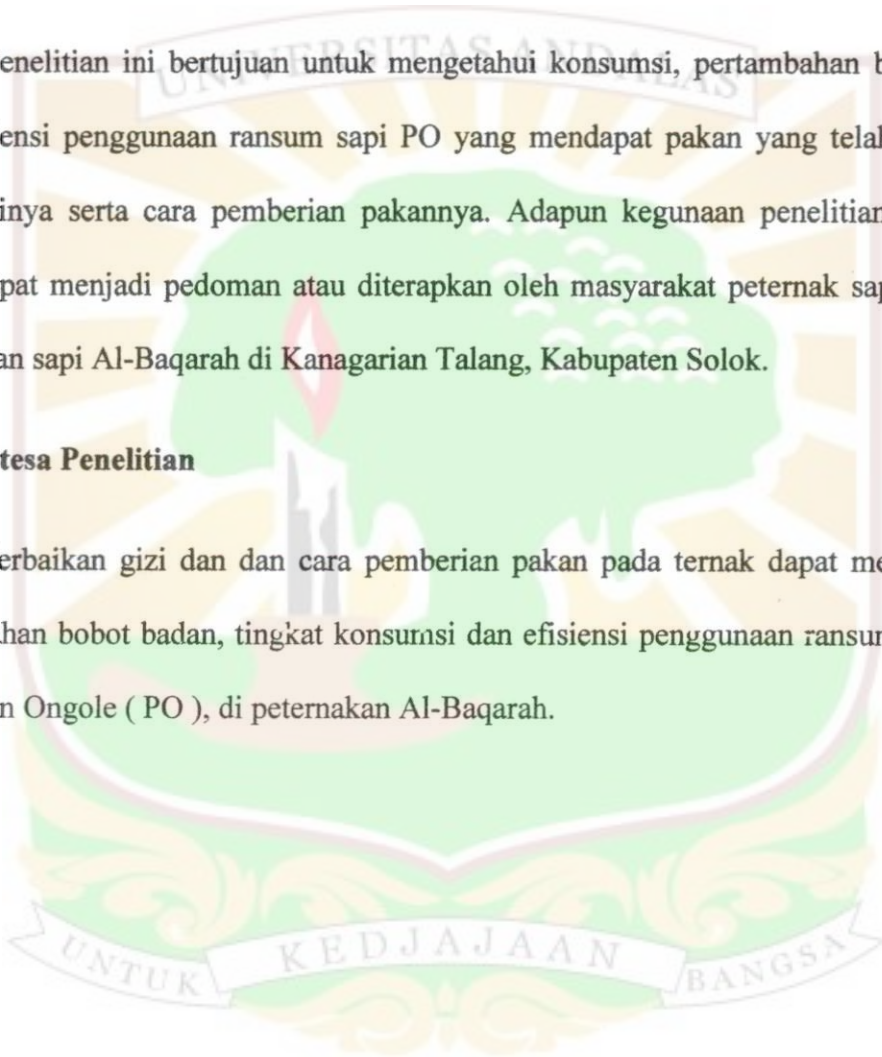 UNIVERSITAS ANDALAS
enelitian ini bertujuan untuk mengetahui konsumsi, pertambahan b
ensi penggunaan ransum sapi PO yang mendapat pakan yang telah
inya serta cara pemberian pakannya. Adapun kegunaan penelitian
pat menjadi pedoman atau diterapkan oleh masyarakat peternak sap
an sapi Al-Baqarah di Kanagarian Talang, Kabupaten Solok.
tesa Penelitian
erbaikan gizi dan dan cara pemberian pakan pada ternak dapat me
han bobot badan, tingkat konsumsi dan efisiensi penggunaan ransum
n Ongole ( PO ), di peternakan Al-Baqarah.
UNTUK KEDJAJAAN BANGSA